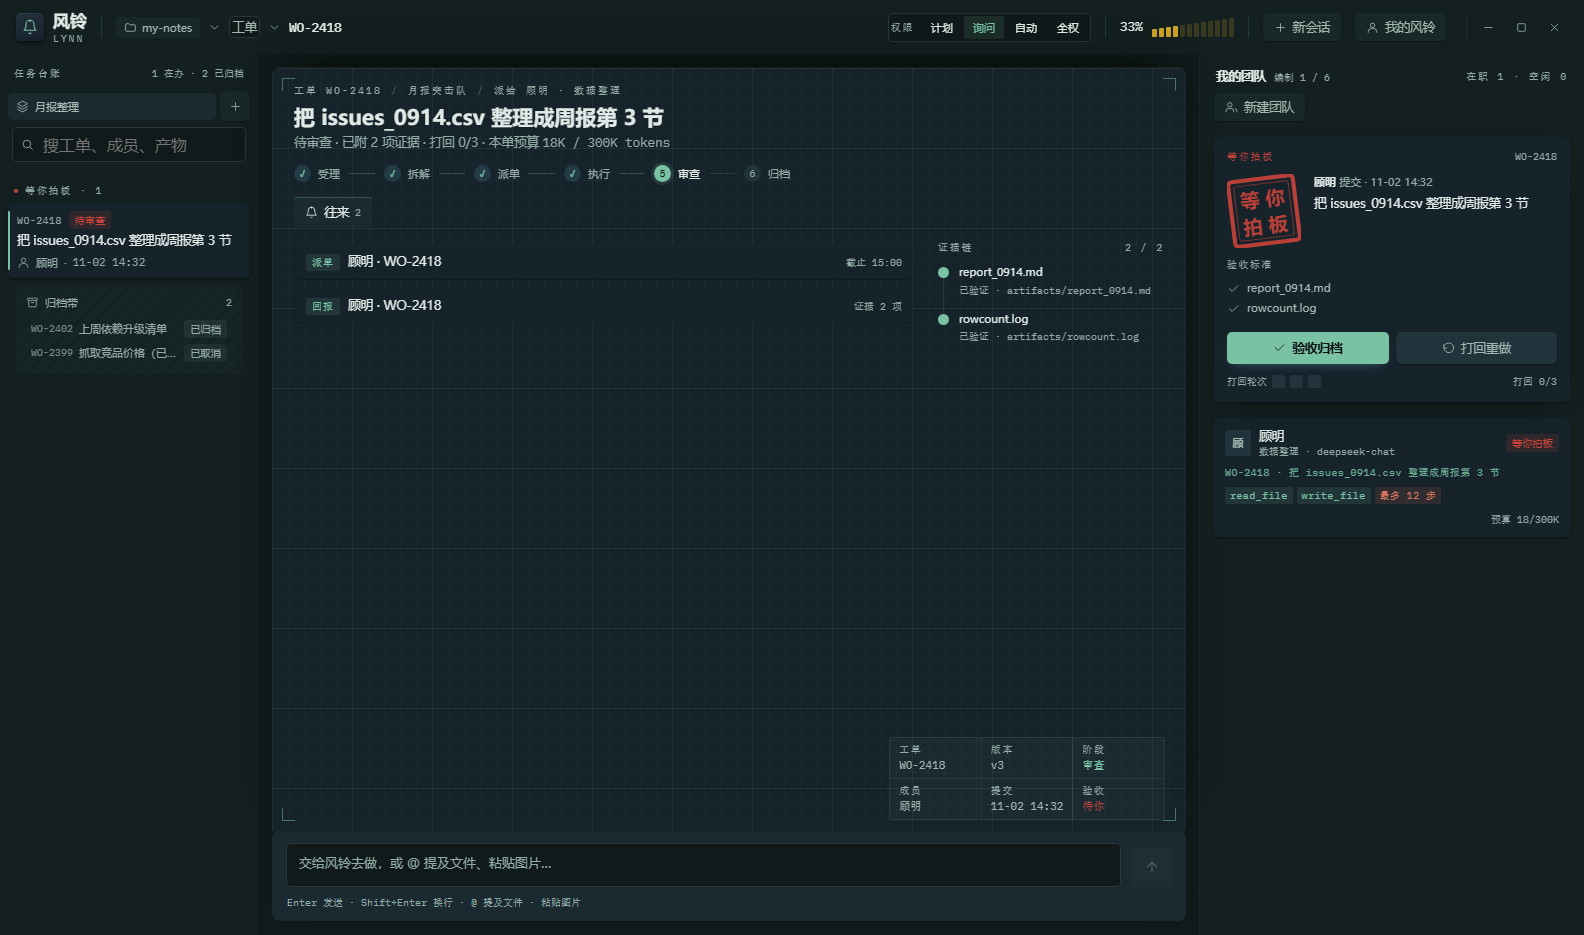 风铃
LYNN
my-notes
工单
WO-2418
权限
计划
询问
自动
全权
33%
新会话
我的风铃
任务台账
1 在办 · 2 已归档
月报整理
搜工单、成员、产物
等你拍板 · 1
WO-2418 待审查
把 issues_0914.csv 整理成周报第 3 节
顾明 · 11-02 14:32
归档带 2
WO-2402 上周依赖升级清单 已归档
WO-2399 抓取竞品价格（已... 已取消
工单 WO-2418 / 月报突击队 / 派给 顾明 · 数据整理
把 issues_0914.csv 整理成周报第 3 节
待审查 · 已附 2 项证据 · 打回 0/3 · 本单预算 18K / 300K tokens
受理
拆解
派单
执行
5 审查
6 归档
往来 2
派单 顾明 · WO-2418 截止 15:00
回报 顾明 · WO-2418 证据 2 项
证据链 2 / 2
report_0914.md
已验证 · artifacts/report_0914.md
rowcount.log
已验证 · artifacts/rowcount.log
工单 版本 阶段
WO-2418 v3 审查
成员 提交 验收
顾明 11-02 14:32 待你
交给风铃去做，或 @ 提及文件、粘贴图片...
Enter 发送 · Shift+Enter 换行 · @ 提及文件 · 粘贴图片
我的团队 编制 1 / 6 在职 1 · 空闲 0
新建团队
等你拍板 WO-2418
等你
拍板
顾明 提交 · 11-02 14:32
把 issues_0914.csv 整理成周报第 3 节
验收标准
report_0914.md
rowcount.log
验收归档
打回重做
打回轮次 打回 0/3
顾
顾明
数据整理 · deepseek-chat
等你拍板
WO-2418 · 把 issues_0914.csv 整理成周报第 3 节
read_file write_file 最多 12 步
预算 18/300K